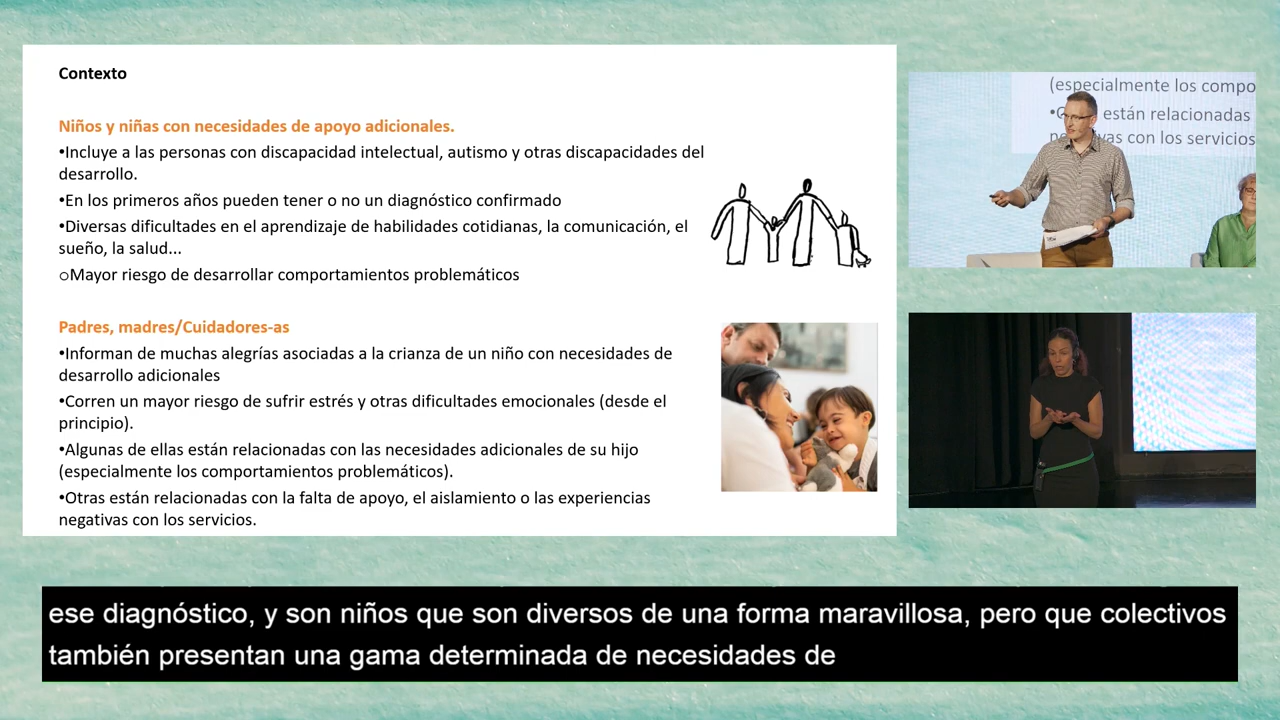 Contexto
Niños y niñas con necesidades de apoyo adicionales.
•Incluye a las personas con discapacidad intelectual, autismo y otras discapacidades del
desarrollo.
•En los primeros años pueden tener o no un diagnóstico confirmado
•Diversas dificultades en el aprendizaje de habilidades cotidianas, la comunicación, el
sueño, la salud...
oMayor riesgo de desarrollar comportamientos problemáticos
Padres, madres/Cuidadores-as
•Informan de muchas alegrías asociadas a la crianza de un niño con necesidades de
desarrollo adicionales
•Corren un mayor riesgo de sufrir estrés y otras dificultades emocionales (desde el
principio).
•Algunas de ellas están relacionadas con las necesidades adicionales de su hijo
(especialmente los comportamientos problemáticos).
•Otras están relacionadas con la falta de apoyo, el aislamiento o las experiencias
negativas con los servicios.
(especialmente los compo
están relacionadas
con los servicios
ese diagnóstico, y son niños que son diversos de una forma maravillosa, pero que colectivos
también presentan una gama determinada de necesidades de